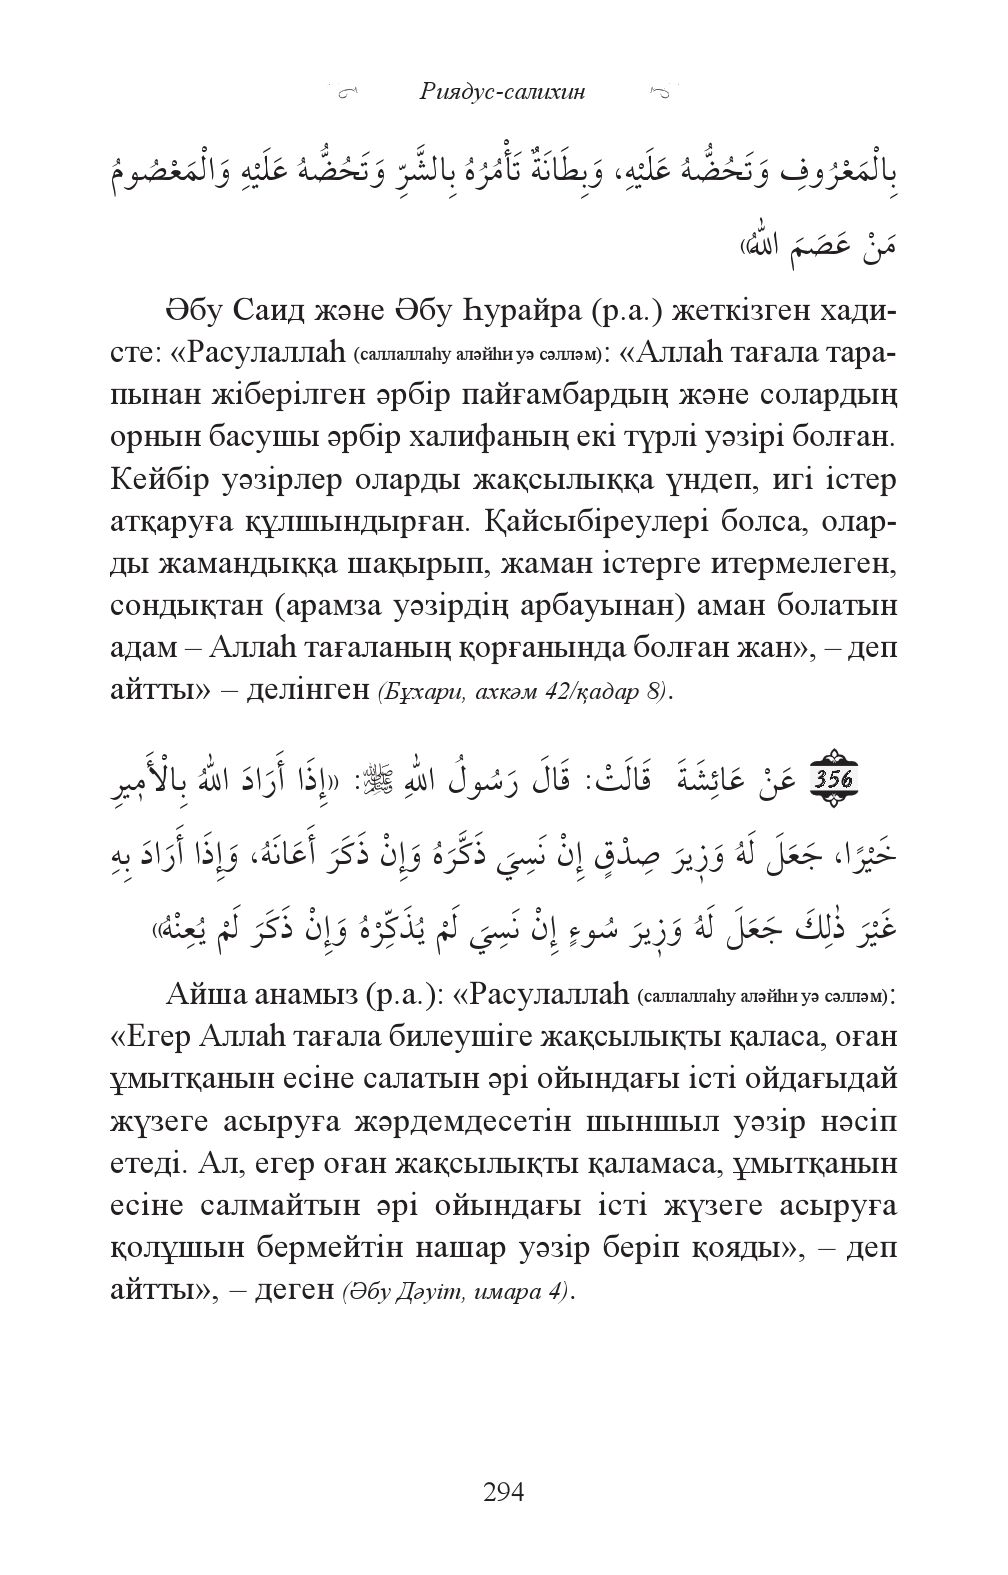 Риядус-салихин
بِالْمَعْرُوفِ وَتَحُضُّهُ عَلَيْهِ، وَبِطَانَةٌ تَأْمُرُهُ بِالشَّرِّ وَتَحُضُّهُ عَلَيْهِ وَالْمَعْصُومُ
مَنْ عَصَمَ اللهُ»
Әбу Саид және Әбу Һурайра (р.а.) жеткізген хади-
сте: «Расулаллаһ (саллаллаһу аләйһи уә сәлләм): «Аллаһ тағала тара-
пынан жіберілген әрбір пайғамбардың және солардың
орнын басушы әрбір халифаның екі түрлі уәзірі болған.
Кейбір уәзірлер оларды жақсылыққа үндеп, игі істер
атқаруға құлшындырған. Қайсыбіреулері болса, олар-
ды жамандыққа шақырып, жаман істерге итермелеген,
сондықтан (арамза уәзірдің арбауынан) аман болатын
адам – Аллаһ тағаланың қорғанында болған жан», – деп
айтты» – делінген (Бұхари, ахкәм 42/қадар 8).
356 عَنْ عَائِشَةَ قَالَتْ: قَالَ رَسُولُ اللهِ ﷺ: «إِذَا أَرَادَ اللهُ بِالْأَمِيرِ
خَيْرًا، جَعَلَ لَهُ وَزِيرَ صِدْقٍ إِنْ نَسِيَ ذَكَّرَهُ وَإِنْ ذَكَرَ أَعَانَهُ، وَإِذَا أَرَادَ بِهِ
غَيْرَ ذٰلِكَ جَعَلَ لَهُ وَزِيرَ سُوءٍ إِنْ نَسِيَ لَمْ يُذَكِّرْهُ وَإِنْ ذَكَرَ لَمْ يُعِنْهُ»
Айша анамыз (р.а.): «Расулаллаһ (саллаллаһу аләйһи уә сәлләм):
«Егер Аллаһ тағала билеушіге жақсылықты қаласа, оған
ұмытқанын есіне салатын әрі ойындағы істі ойдағыдай
жүзеге асыруға жәрдемдесетін шыншыл уәзір нәсіп
етеді. Ал, егер оған жақсылықты қаламаса, ұмытқанын
есіне салмайтын әрі ойындағы істі жүзеге асыруға
қолұшын бермейтін нашар уәзір беріп қояды», – деп
айтты», – деген (Әбу Дәуіт, имара 4).
294